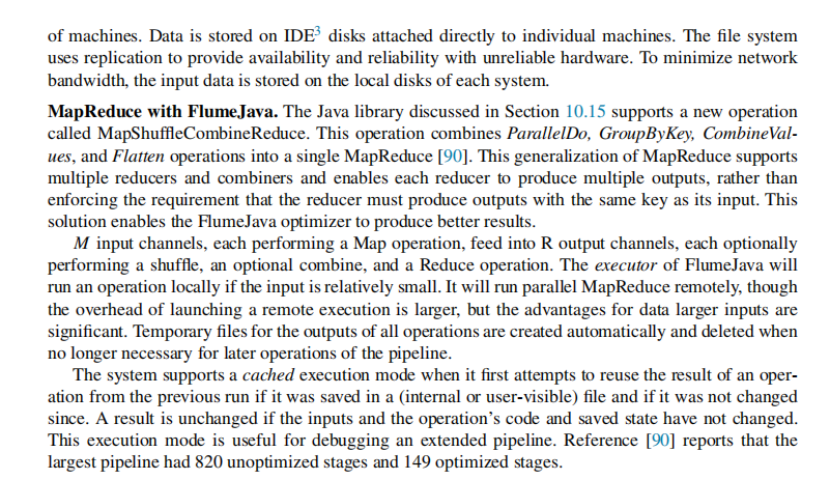 of machines. Data is stored on IDE3 disks attached directly to individual machines. The file system
uses replication to provide availability and reliability with unreliable hardware. To minimize network
bandwidth, the input data is stored on the local disks of each system.
MapReduce with FlumeJava. The Java library discussed in Section 10.15 supports a new operation
called MapShuffleCombineReduce. This operation combines ParallelDo, GroupByKey, CombineVal-
ues, and Flatten operations into a single MapReduce [90]. This generalization of MapReduce supports
multiple reducers and combiners and enables each reducer to produce multiple outputs, rather than
enforcing the requirement that the reducer must produce outputs with the same key as its input. This
solution enables the FlumeJava optimizer to produce better results.
M input channels, each performing a Map operation, feed into R output channels, each optionally
performing a shuffle, an optional combine, and a Reduce operation. The executor of FlumeJava will
run an operation locally if the input is relatively small. It will run parallel MapReduce remotely, though
the overhead of launching a remote execution is larger, but the advantages for data larger inputs are
significant. Temporary files for the outputs of all operations are created automatically and deleted when
no longer necessary for later operations of the pipeline.
The system supports a cached execution mode when it first attempts to reuse the result of an oper-
ation from the previous run if it was saved in a (internal or user-visible) file and if it was not changed
since. A result is unchanged if the inputs and the operation's code and saved state have not changed.
This execution mode is useful for debugging an extended pipeline. Reference [90] reports that the
largest pipeline had 820 unoptimized stages and 149 optimized stages.